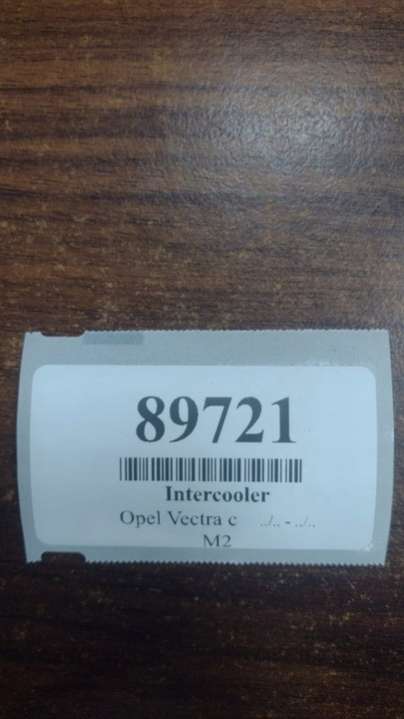 89721
Intercooler
Opel Vectra c ../.. - ../..
M2